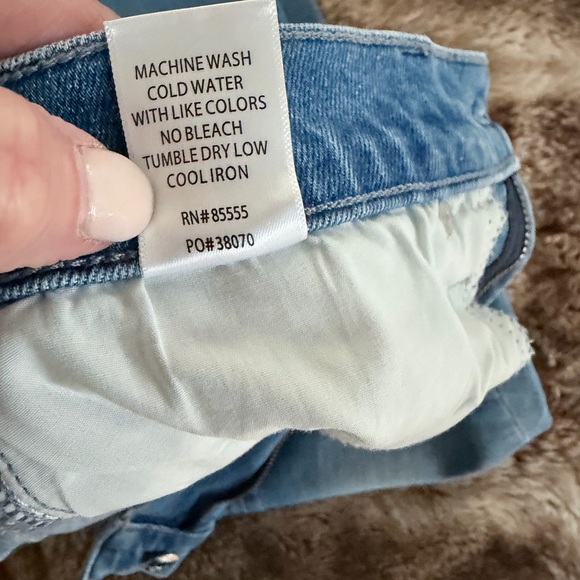 MACHINE WASH
COLD WATER
WITH LIKE COLORS
NO BLEACH
TUMBLE DRY LOW
COOL IRON
RN#85555
PO#38070